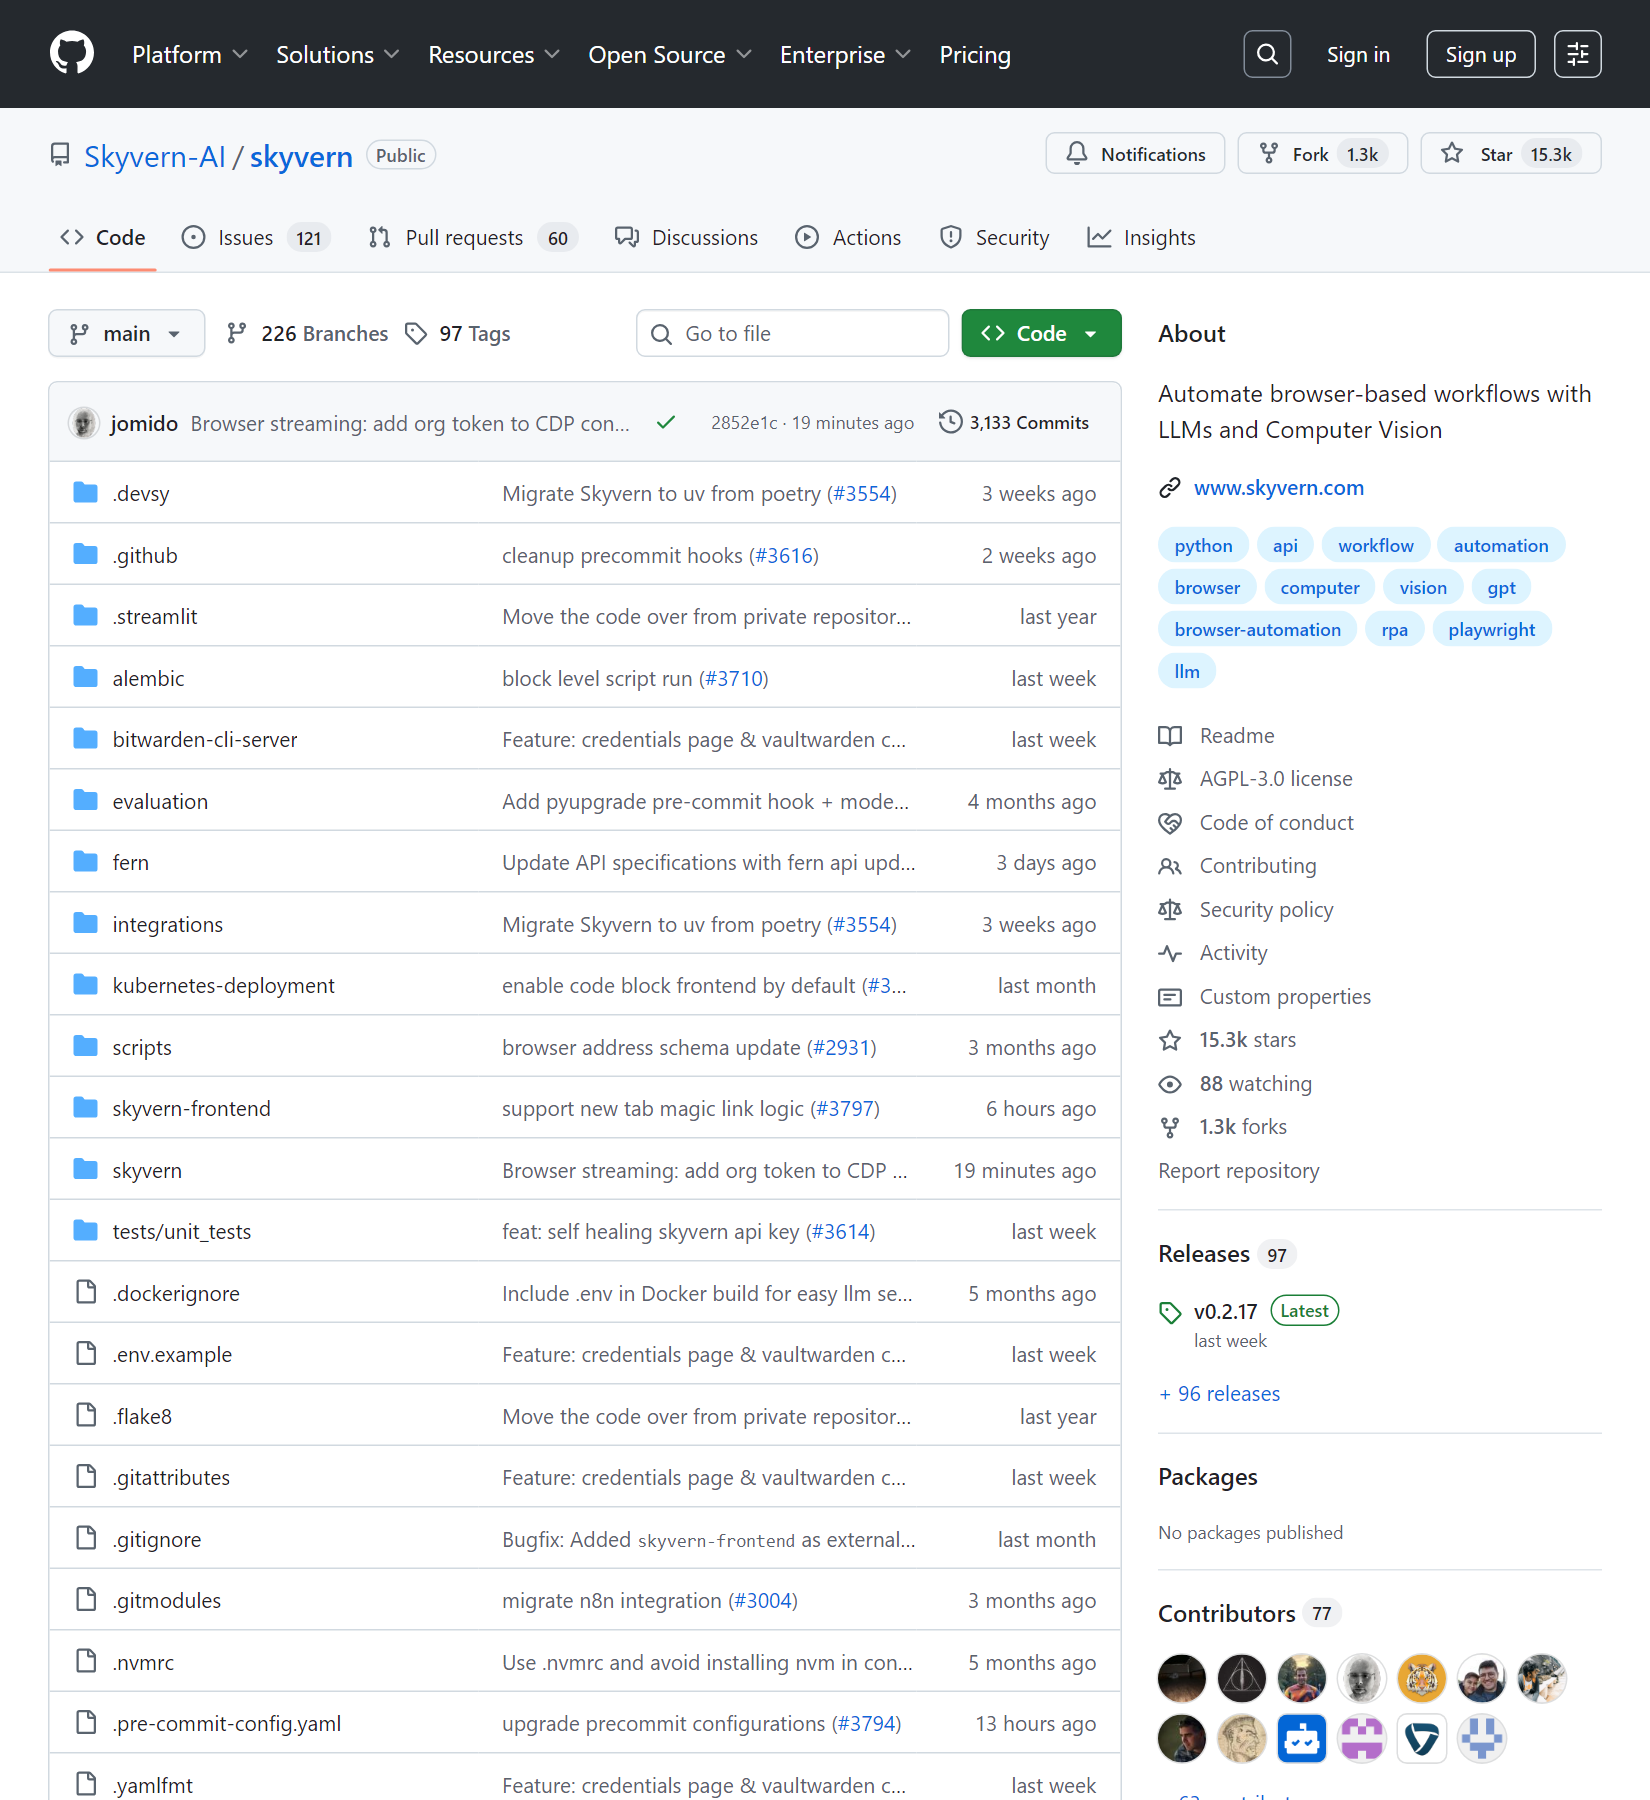 Platform Solutions Resources Open Source Enterprise Pricing Sign in Sign up
Skyvern-AI / skyvern Public Notifications Fork 1.3k Star 15.3k
Code Issues 121 Pull requests 60 Discussions Actions Security Insights
main 226 Branches 97 Tags Go to file Code
jomido Browser streaming: add org token to CDP con... 2852e1c · 19 minutes ago 3,133 Commits
.devsy Migrate Skyvern to uv from poetry (#3554) 3 weeks ago
.github cleanup precommit hooks (#3616) 2 weeks ago
.streamlit Move the code over from private repositor... last year
alembic block level script run (#3710) last week
bitwarden-cli-server Feature: credentials page & vaultwarden c... last week
evaluation Add pyupgrade pre-commit hook + mode... 4 months ago
fern Update API specifications with fern api upd... 3 days ago
integrations Migrate Skyvern to uv from poetry (#3554) 3 weeks ago
kubernetes-deployment enable code block frontend by default (#3... last month
scripts browser address schema update (#2931) 3 months ago
skyvern-frontend support new tab magic link logic (#3797) 6 hours ago
skyvern Browser streaming: add org token to CDP ... 19 minutes ago
tests/unit_tests feat: self healing skyvern api key (#3614) last week
.dockerignore Include .env in Docker build for easy llm se... 5 months ago
.env.example Feature: credentials page & vaultwarden c... last week
.flake8 Move the code over from private repositor... last year
.gitattributes Feature: credentials page & vaultwarden c... last week
.gitignore Bugfix: Added skyvern-frontend as external... last month
.gitmodules migrate n8n integration (#3004) 3 months ago
.nvmrc Use .nvmrc and avoid installing nvm in con... 5 months ago
.pre-commit-config.yaml upgrade precommit configurations (#3794) 13 hours ago
.yamlfmt Feature: credentials page & vaultwarden c... last week
About
Automate browser-based workflows with
LLMs and Computer Vision
www.skyvern.com
python api workflow automation
browser computer vision gpt
browser-automation rpa playwright
llm
Readme
AGPL-3.0 license
Code of conduct
Contributing
Security policy
Activity
Custom properties
15.3k stars
88 watching
1.3k forks
Report repository
Releases 97
v0.2.17 Latest
last week
+ 96 releases
Packages
No packages published
Contributors 77